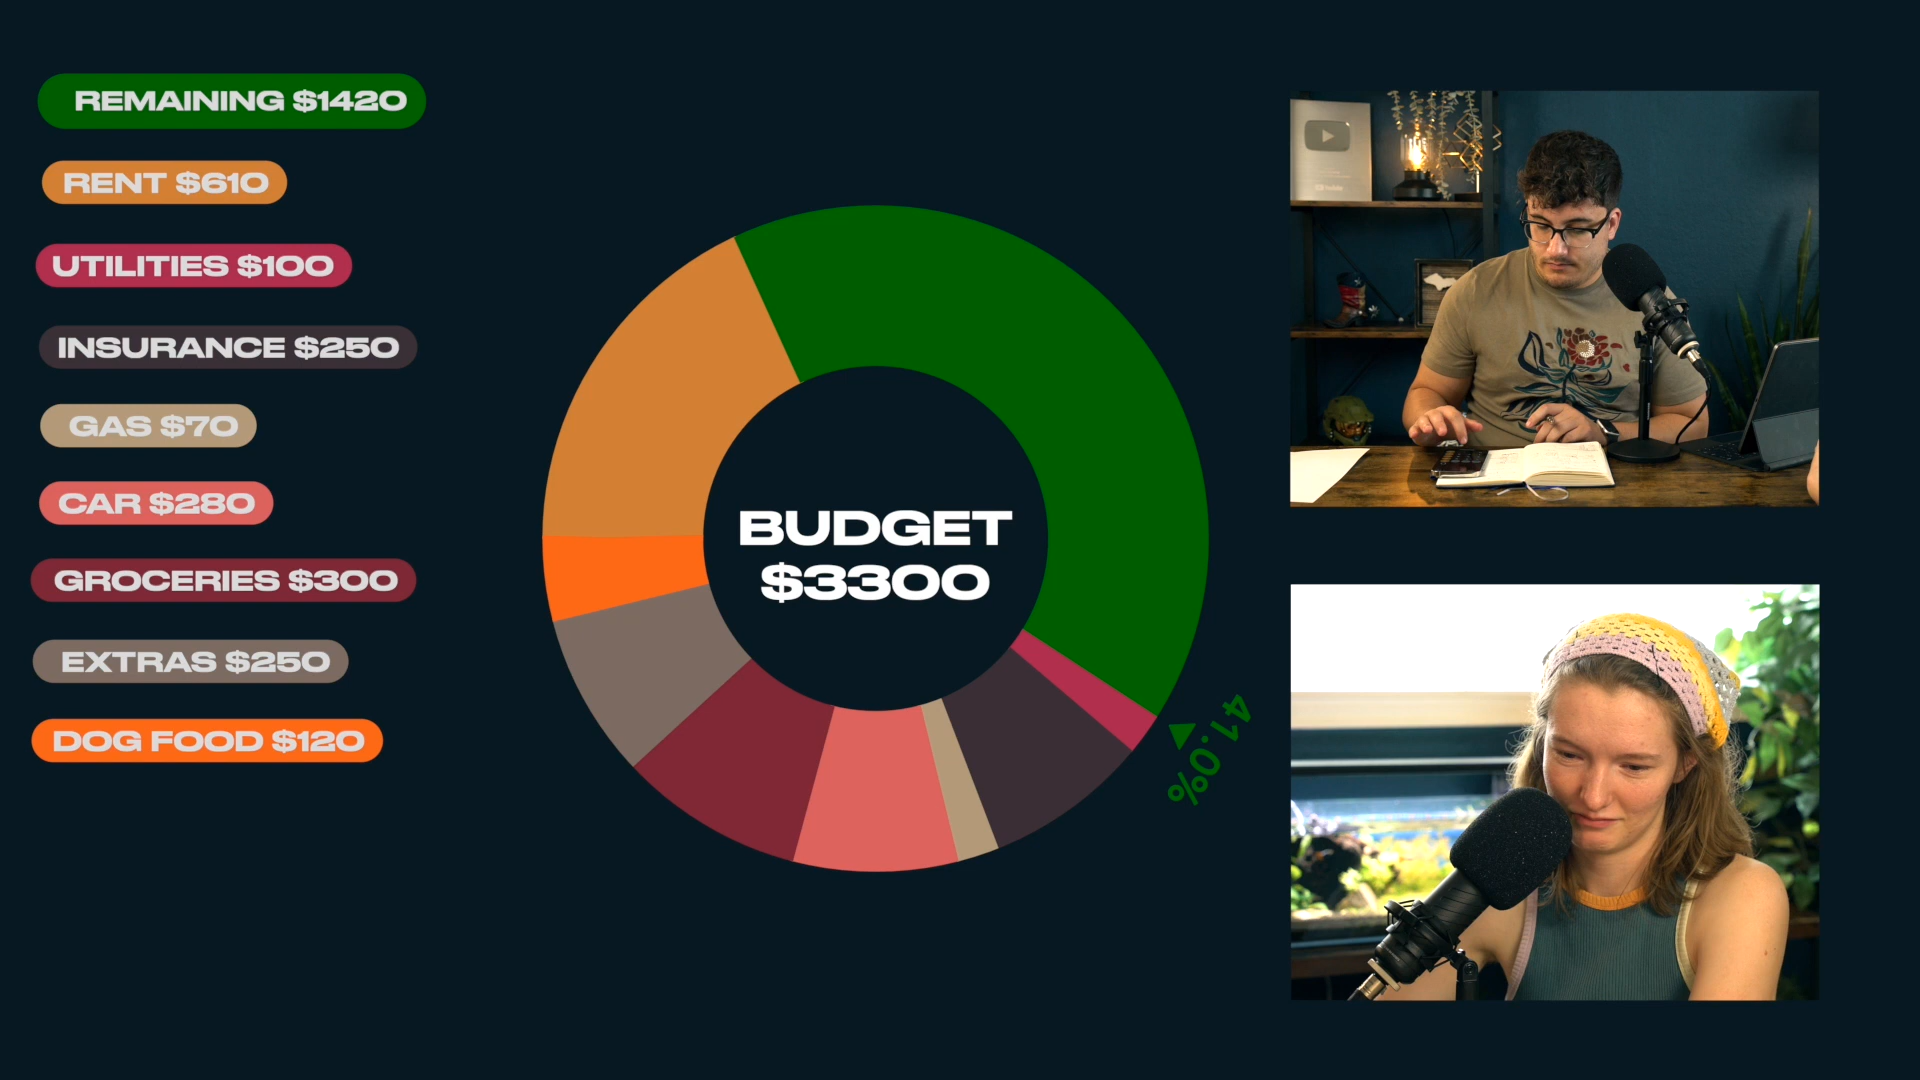 REMAINING $1420
RENT $610
UTILITIES $100
INSURANCE $250
GAS $70
CAR $280
GROCERIES $300
EXTRAS $250
DOG FOOD $120
BUDGET
$3300
41.0%